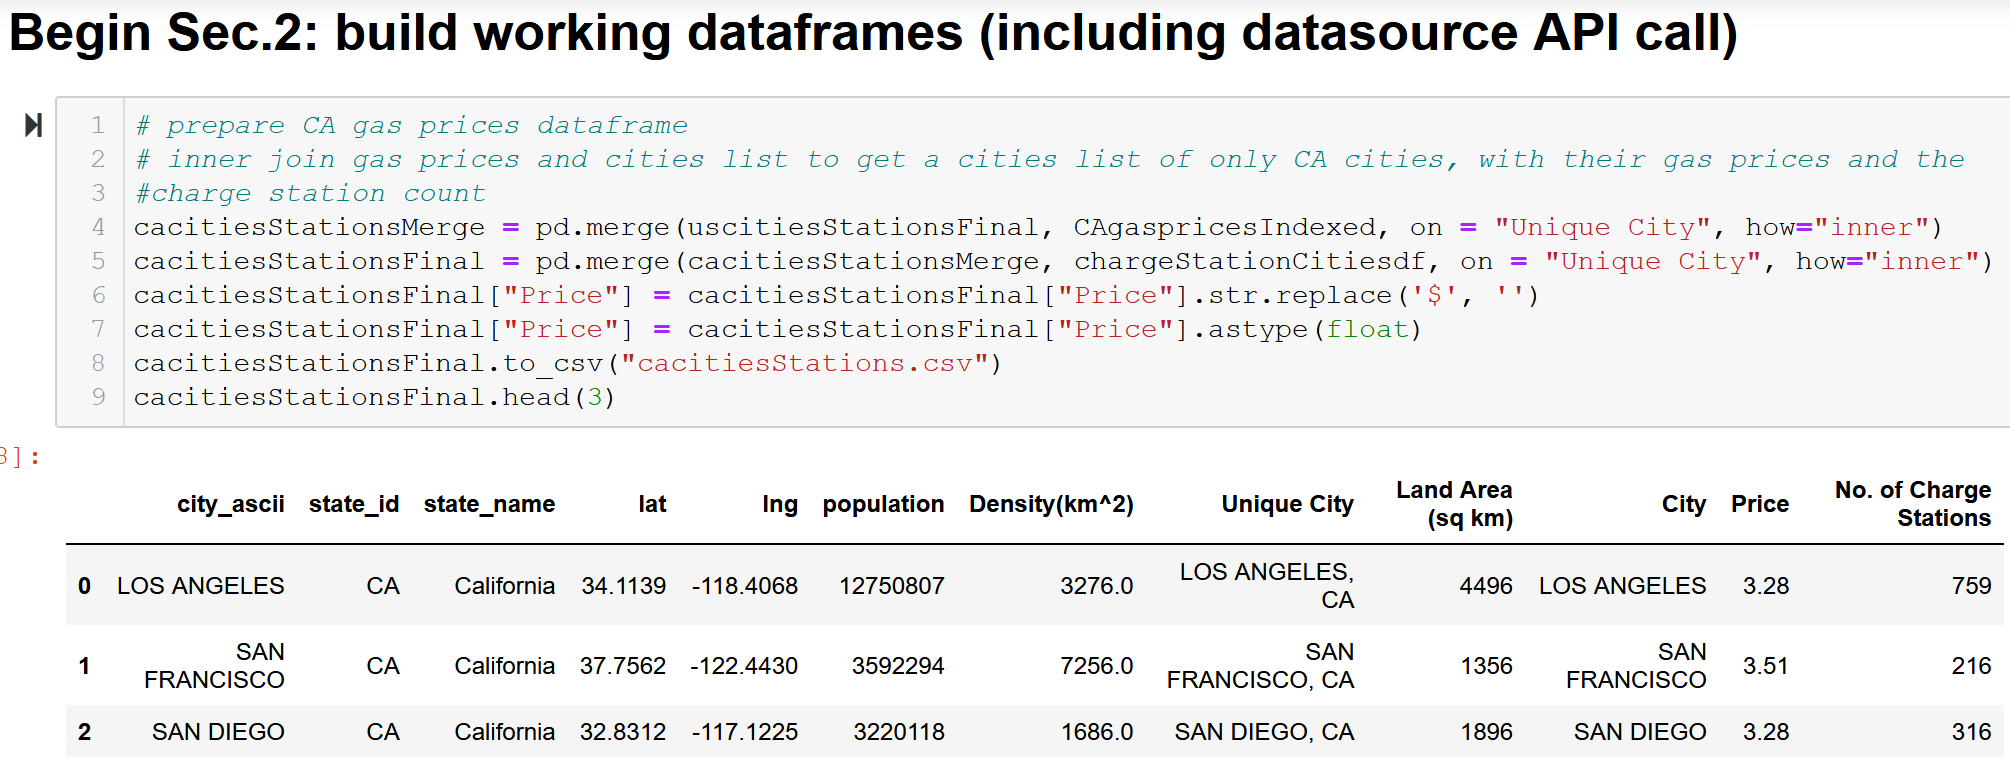 Begin Sec.2: build working dataframes (including datasource API call)
1 # prepare CA gas prices dataframe
2 # inner join gas prices and cities list to get a cities list of only CA cities, with their gas prices and the
3 #charge station count
4 cacitiesStationsMerge = pd.merge(uscitiesStationsFinal, CAgaspricesIndexed, on = "Unique City", how="inner")
5 cacitiesStationsFinal = pd.merge(cacitiesStationsMerge, chargeStationCitiesdf, on = "Unique City", how="inner")
6 cacitiesStationsFinal["Price"] = cacitiesStationsFinal["Price"].str.replace('$', '')
7 cacitiesStationsFinal["Price"] = cacitiesStationsFinal["Price"].astype(float)
8 cacitiesStationsFinal.to_csv("cacitiesStations.csv")
9 cacitiesStationsFinal.head(3)
3]:
city_ascii state_id state_name lat lng population Density(km^2) Unique City Land Area (sq km) City Price No. of Charge Stations
0 LOS ANGELES CA California 34.1139 -118.4068 12750807 3276.0 LOS ANGELES, CA 4496 LOS ANGELES 3.28 759
1 SAN FRANCISCO CA California 37.7562 -122.4430 3592294 7256.0 SAN FRANCISCO, CA 1356 SAN FRANCISCO 3.51 216
2 SAN DIEGO CA California 32.8312 -117.1225 3220118 1686.0 SAN DIEGO, CA 1896 SAN DIEGO 3.28 316